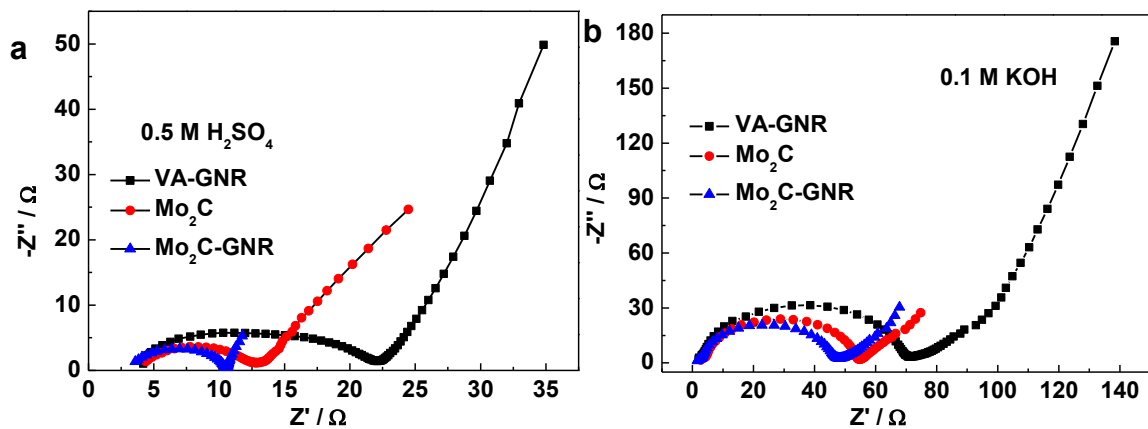 a
0.5 M H₂SO₄
VA-GNR
Mo₂C
Mo₂C-GNR
-Z'' / Ω
50
40
30
20
10
0
0 5 10 15 20 25 30 35
Z' / Ω
b
0.1 M KOH
VA-GNR
Mo₂C
Mo₂C-GNR
-Z'' / Ω
180
150
120
90
60
30
0
0 20 40 60 80 100 120 140
Z' / Ω